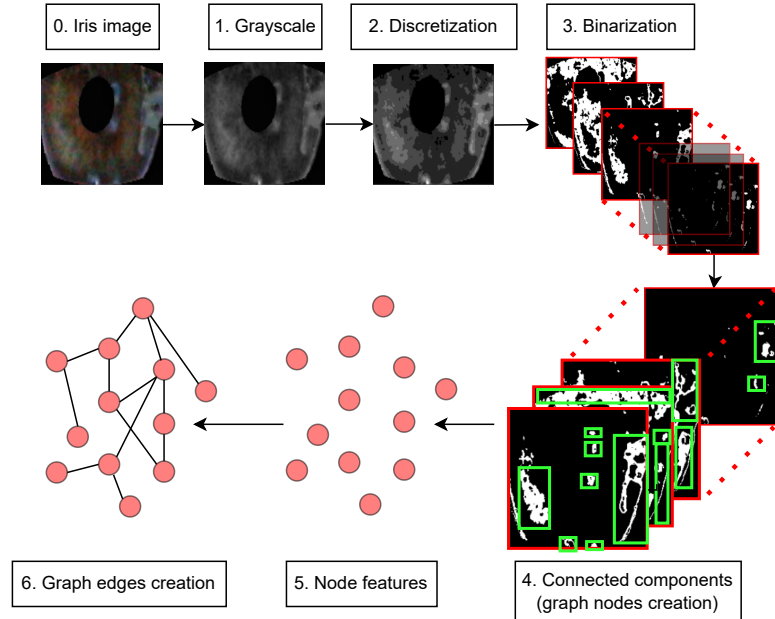 0. Iris image
1. Grayscale
2. Discretization
3. Binarization
6. Graph edges creation
5. Node features
4. Connected components
(graph nodes creation)